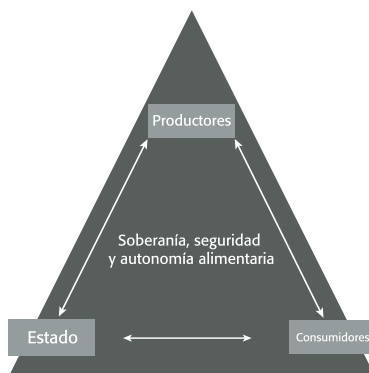 Productores
Soberanía, seguridad
y autonomía alimentaria
Estado
Consumidores